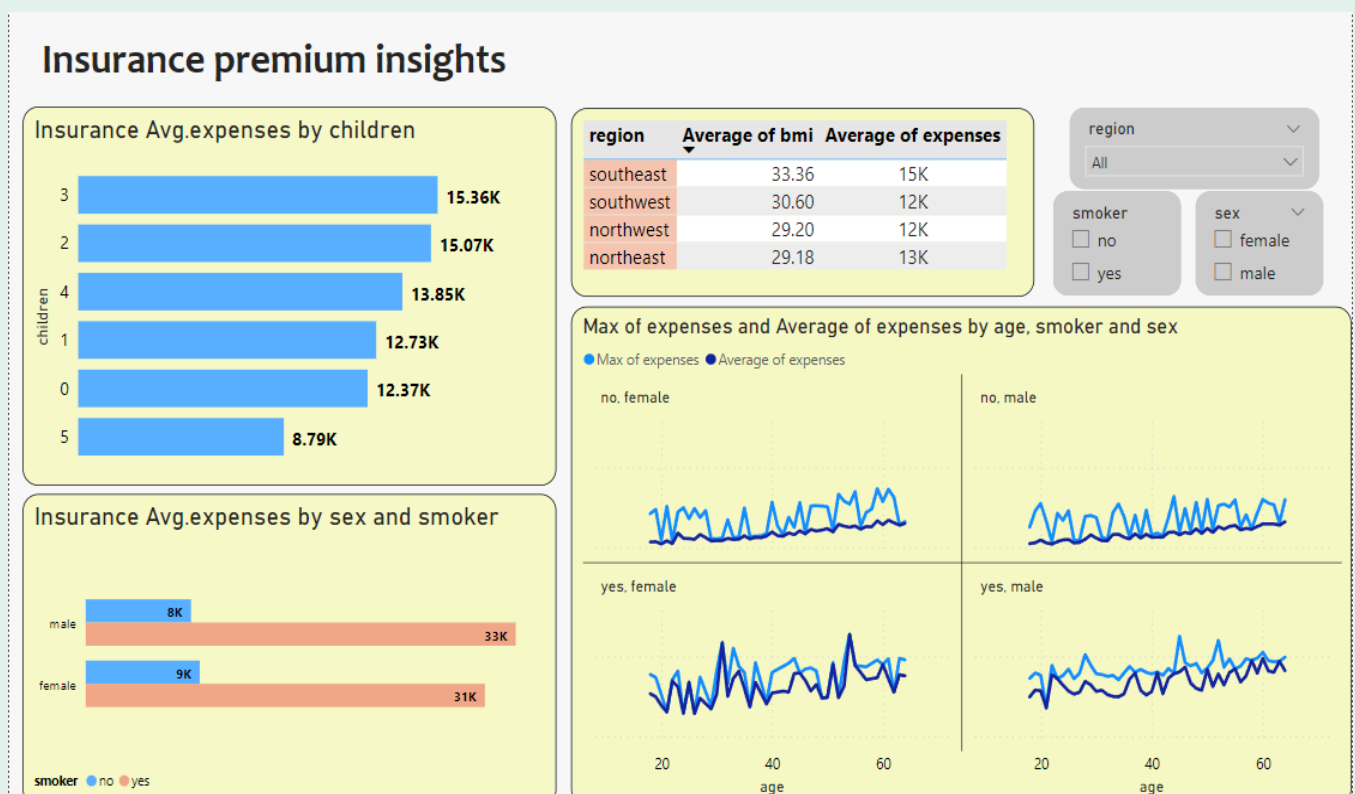 Insurance premium insights
Insurance Avg.expenses by children
children
3 15.36K
2 15.07K
4 13.85K
1 12.73K
0 12.37K
5 8.79K
region Average of bmi Average of expenses
southeast 33.36 15K
southwest 30.60 12K
northwest 29.20 12K
northeast 29.18 13K
region
All
smoker
no
yes
sex
female
male
Insurance Avg.expenses by sex and smoker
male 8K
33K
female 9K
31K
smoker no yes
Max of expenses and Average of expenses by age, smoker and sex
Max of expenses Average of expenses
no, female
no, male
yes, female
yes, male
20 40 60
age
20 40 60
age